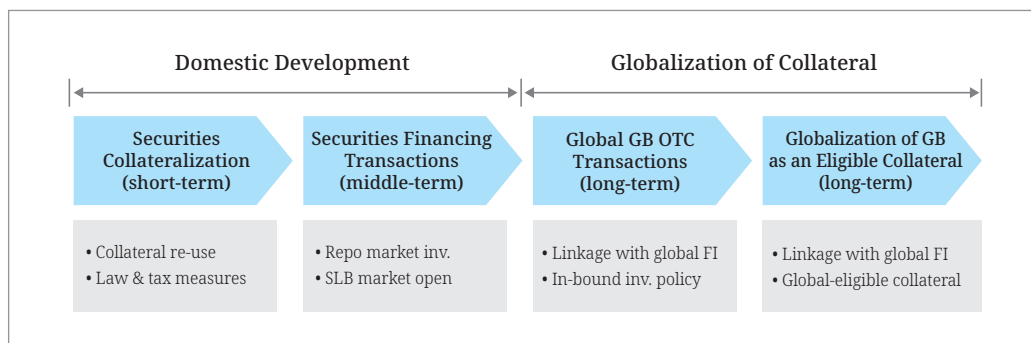 Domestic Development
Globalization of Collateral
Securities
Collateralization
(short-term)
Securities Financing
Transactions
(middle-term)
Global GB OTC
Transactions
(long-term)
Globalization of GB
as an Eligible Collateral
(long-term)
• Collateral re-use
• Law & tax measures
• Repo market inv.
• SLB market open
• Linkage with global FI
• In-bound inv. policy
• Linkage with global FI
• Global-eligible collateral